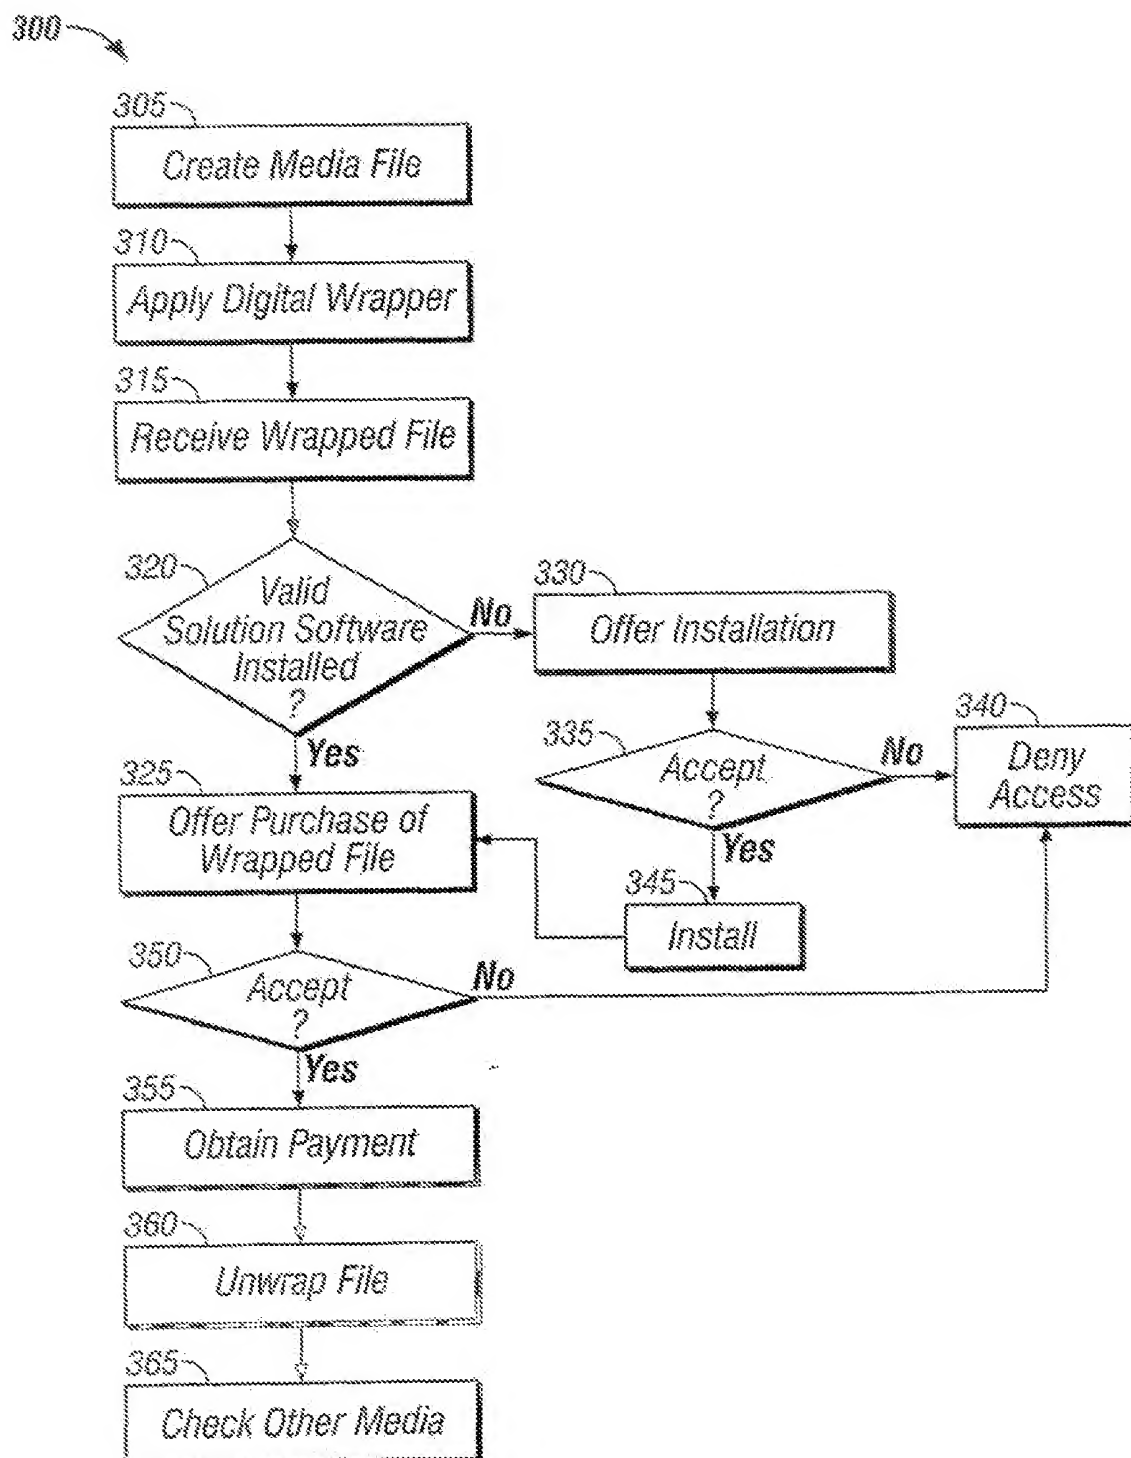 300
305
Create Media File
310
Apply Digital Wrapper
315
Receive Wrapped File
320
Valid
Solution Software
Installed
?
No
330
Offer Installation
Yes
335
Accept
?
No
340
Deny
Access
325
Offer Purchase of
Wrapped File
Yes
345
Install
350
Accept
?
No
Yes
355
Obtain Payment
360
Unwrap File
365
Check Other Media